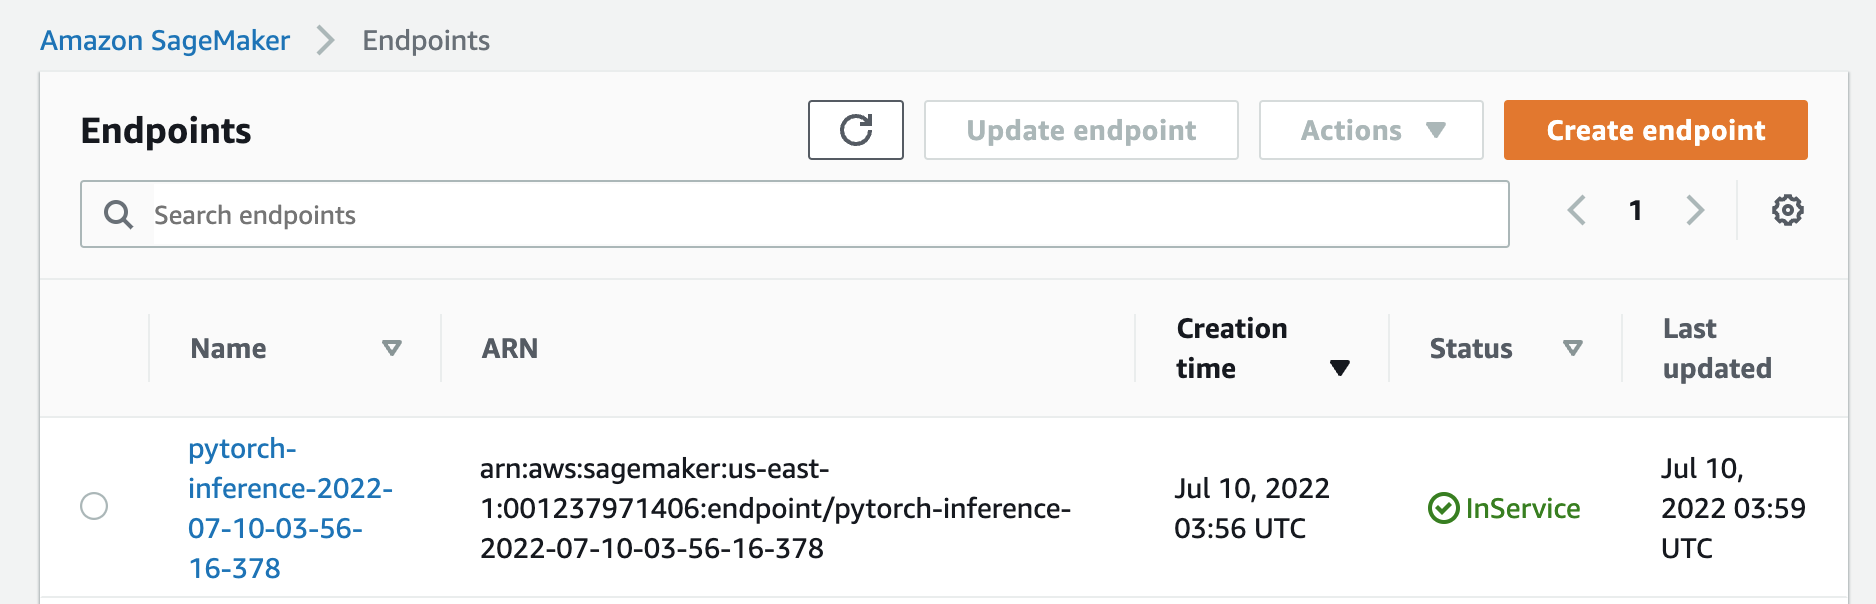 Amazon SageMaker
Endpoints
Endpoints
Update endpoint
Actions
Create endpoint
Search endpoints
1
Name
ARN
Creation
time
Status
Last
updated
pytorch-
inference-2022-
07-10-03-56-
16-378
arn:aws:sagemaker:us-east-
1:001237971406:endpoint/pytorch-inference-
2022-07-10-03-56-16-378
Jul 10, 2022
03:56 UTC
InService
Jul 10,
2022 03:59
UTC